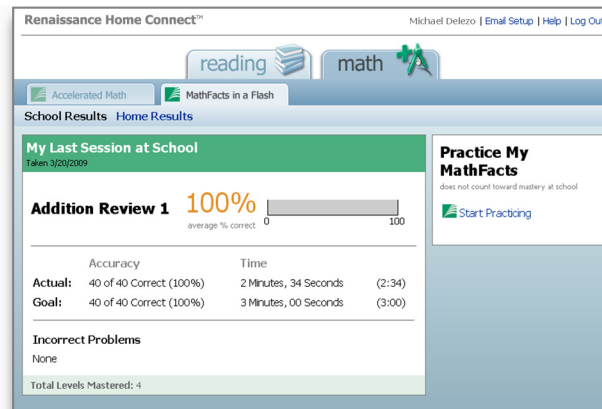 Renaissance Home Connect™
Michael Delezo | Email Setup | Help | Log Out
reading math
Accelerated Math MathFacts in a Flash
School Results Home Results
My Last Session at School
Taken 3/20/2009
Addition Review 1 100%
average % correct 0 100
Accuracy Time
Actual: 40 of 40 Correct (100%) 2 Minutes, 34 Seconds (2:34)
Goal: 40 of 40 Correct (100%) 3 Minutes, 00 Seconds (3:00)
Incorrect Problems
None
Total Levels Mastered: 4
Practice My
MathFacts
does not count toward mastery at school
Start Practicing